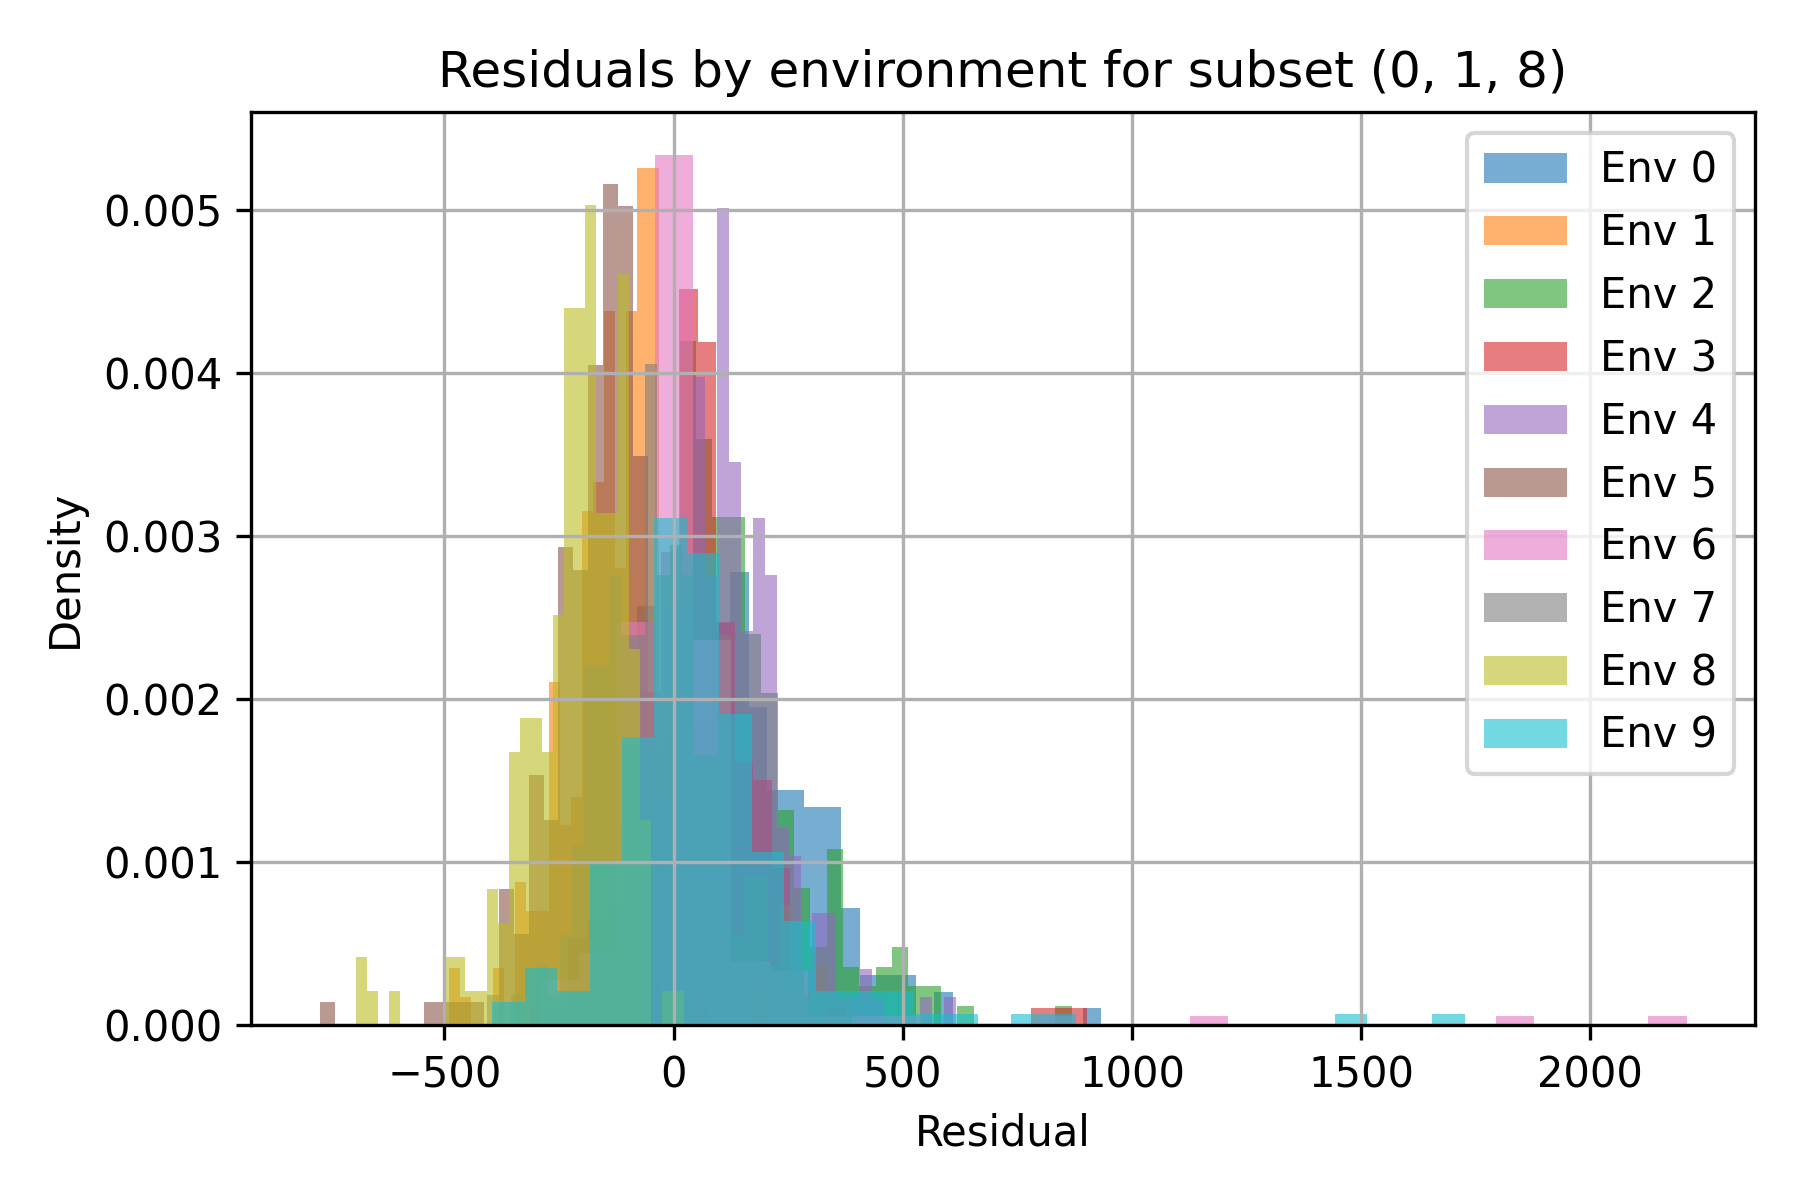 Residuals by environment for subset (0, 1, 8)
Density
0.005
0.004
0.003
0.002
0.001
0.000
−500
0
500
1000
1500
2000
Residual
Env 0
Env 1
Env 2
Env 3
Env 4
Env 5
Env 6
Env 7
Env 8
Env 9